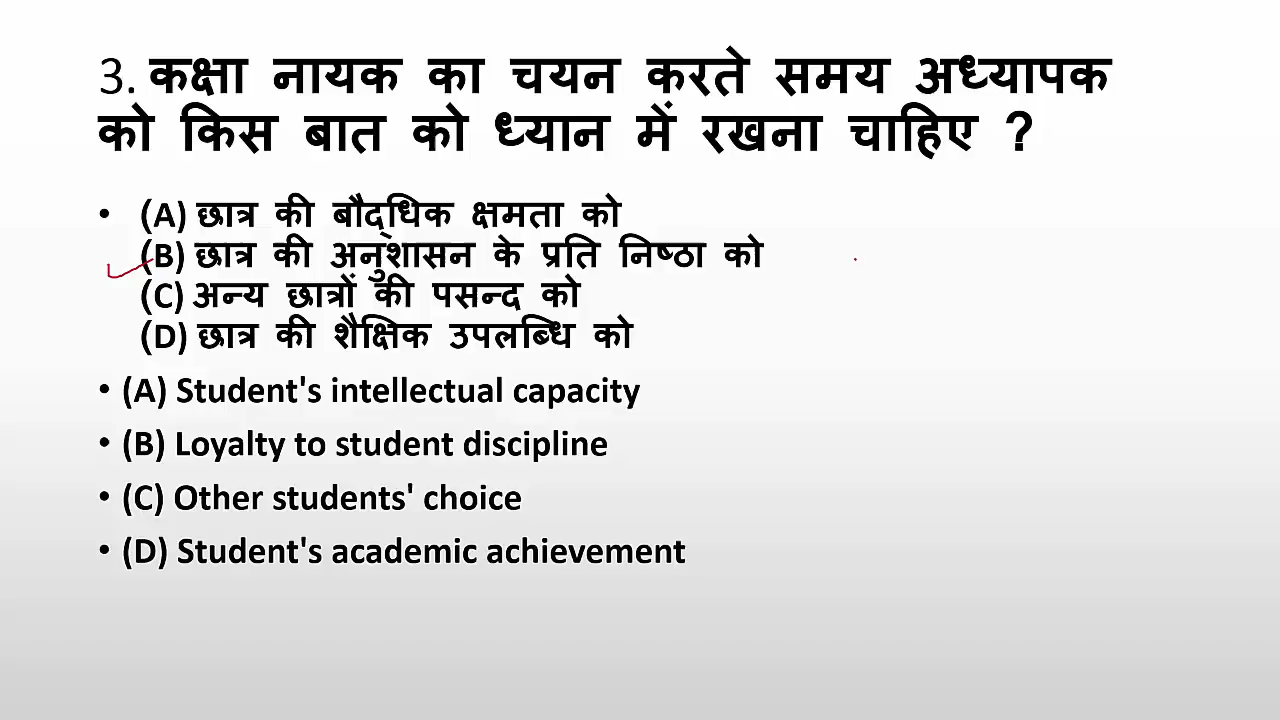 3. कक्षा नायक का चयन करते समय अध्यापक
को किस बात को ध्यान में रखना चाहिए ?
• (A) छात्र की बौद्धिक क्षमता को
(B) छात्र की अनुशासन के प्रति निष्ठा को
(C) अन्य छात्रों की पसन्द को
(D) छात्र की शैक्षिक उपलब्धि को
• (A) Student's intellectual capacity
• (B) Loyalty to student discipline
• (C) Other students' choice
• (D) Student's academic achievement